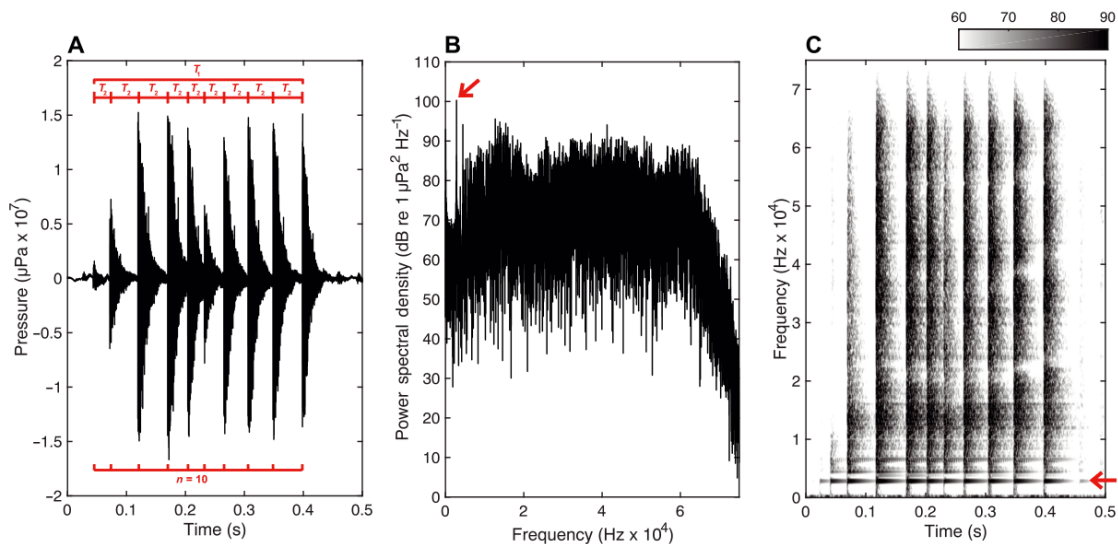 A
T₁
T₂ T₂ T₂ T₂ T₂ T₂ T₂ T₂ T₂
2
1.5
1
0.5
0
−0.5
−1
−1.5
−2
Pressure (µPa x 10⁷)
n = 10
0 0.1 0.2 0.3 0.4 0.5
Time (s)
B
110
100
90
80
70
60
50
40
30
20
10
0
Power spectral density (dB re 1 µPa² Hz⁻¹)
2 4 6
Frequency (Hz x 10⁴)
60 70 80 90
C
7
6
5
4
3
2
1
0
Frequency (Hz x 10⁴)
0 0.1 0.2 0.3 0.4 0.5
Time (s)